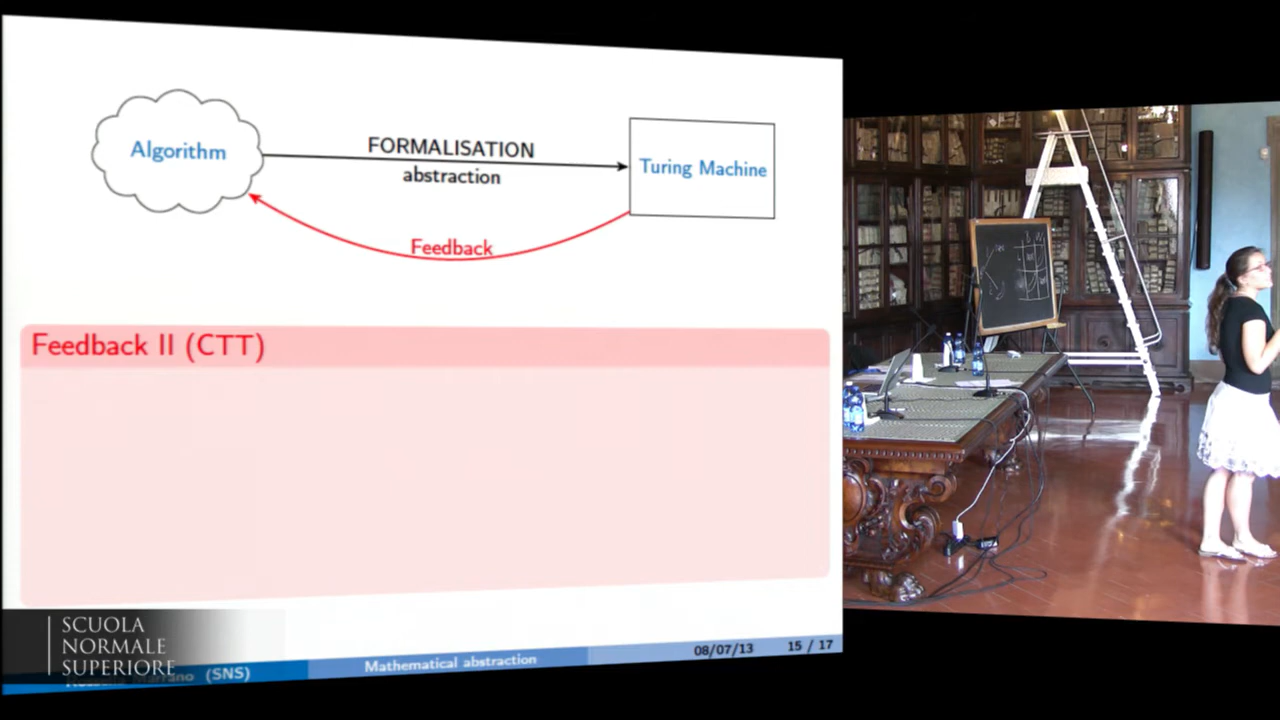 Algorithm
FORMALISATION
abstraction
Turing Machine
Feedback
Feedback II (CTT)
SCUOLA
NORMALE
SUPERIORE
(SNS)
Mathematical abstraction
08/07/13
15 / 17